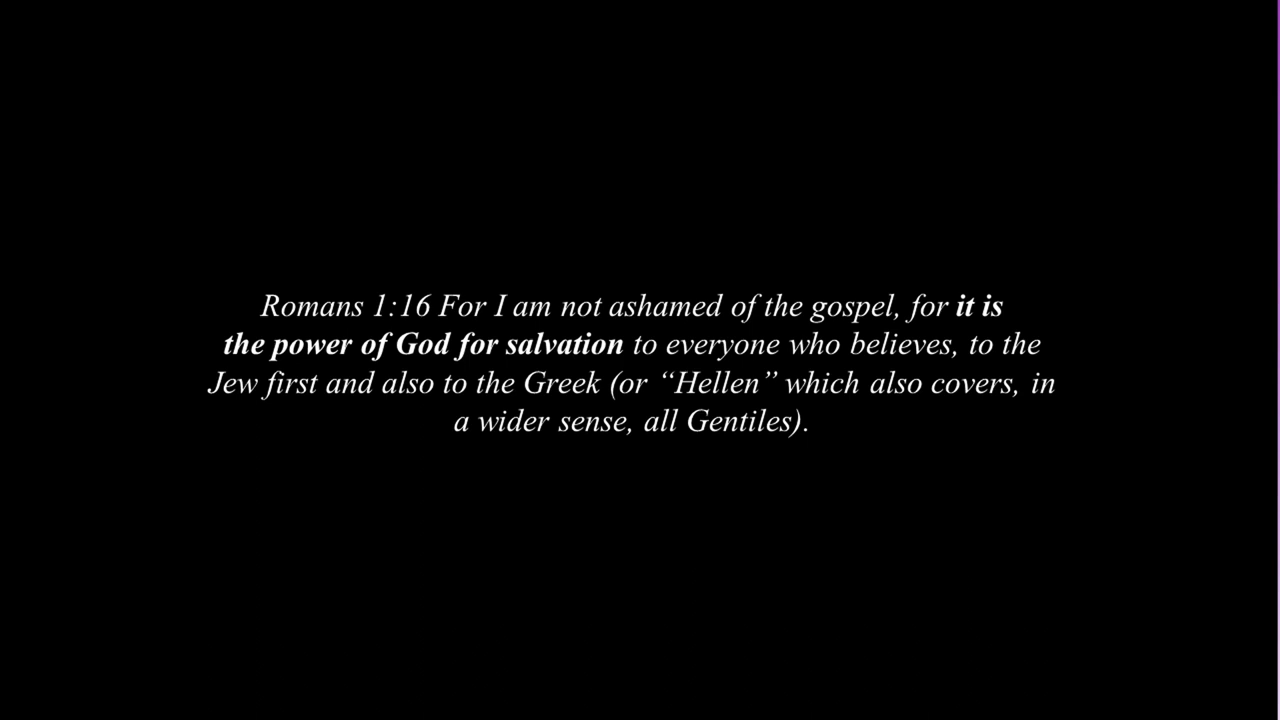 Romans 1:16 For I am not ashamed of the gospel, for it is
the power of God for salvation to everyone who believes, to the
Jew first and also to the Greek (or “Hellen” which also covers, in
a wider sense, all Gentiles).